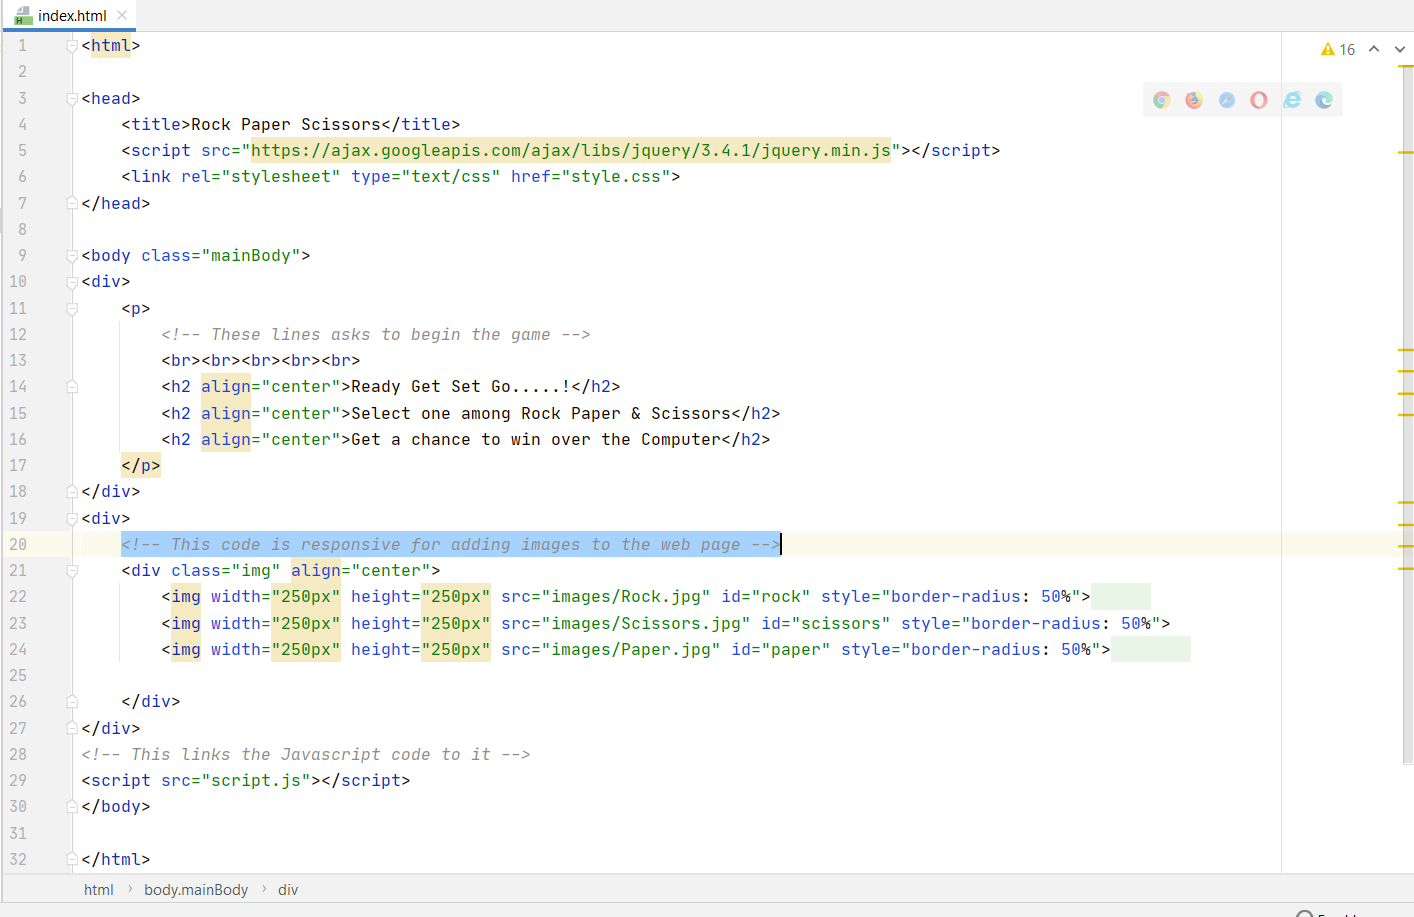 index.html
16
1 <html>
2
3 <head>
4 <title>Rock Paper Scissors</title>
5 <script src="https://ajax.googleapis.com/ajax/libs/jquery/3.4.1/jquery.min.js"></script>
6 <link rel="stylesheet" type="text/css" href="style.css">
7 </head>
8
9 <body class="mainBody">
10 <div>
11 <p>
12 <!-- These lines asks to begin the game -->
13 <br><br><br><br><br>
14 <h2 align="center">Ready Get Set Go.....!</h2>
15 <h2 align="center">Select one among Rock Paper & Scissors</h2>
16 <h2 align="center">Get a chance to win over the Computer</h2>
17 </p>
18 </div>
19 <div>
20 <!-- This code is responsive for adding images to the web page -->
21 <div class="img" align="center">
22 <img width="250px" height="250px" src="images/Rock.jpg" id="rock" style="border-radius: 50%">
23 <img width="250px" height="250px" src="images/Scissors.jpg" id="scissors" style="border-radius: 50%">
24 <img width="250px" height="250px" src="images/Paper.jpg" id="paper" style="border-radius: 50%">
25
26 </div>
27 </div>
28 <!-- This links the Javascript code to it -->
29 <script src="script.js"></script>
30 </body>
31
32 </html>
html › body.mainBody › div